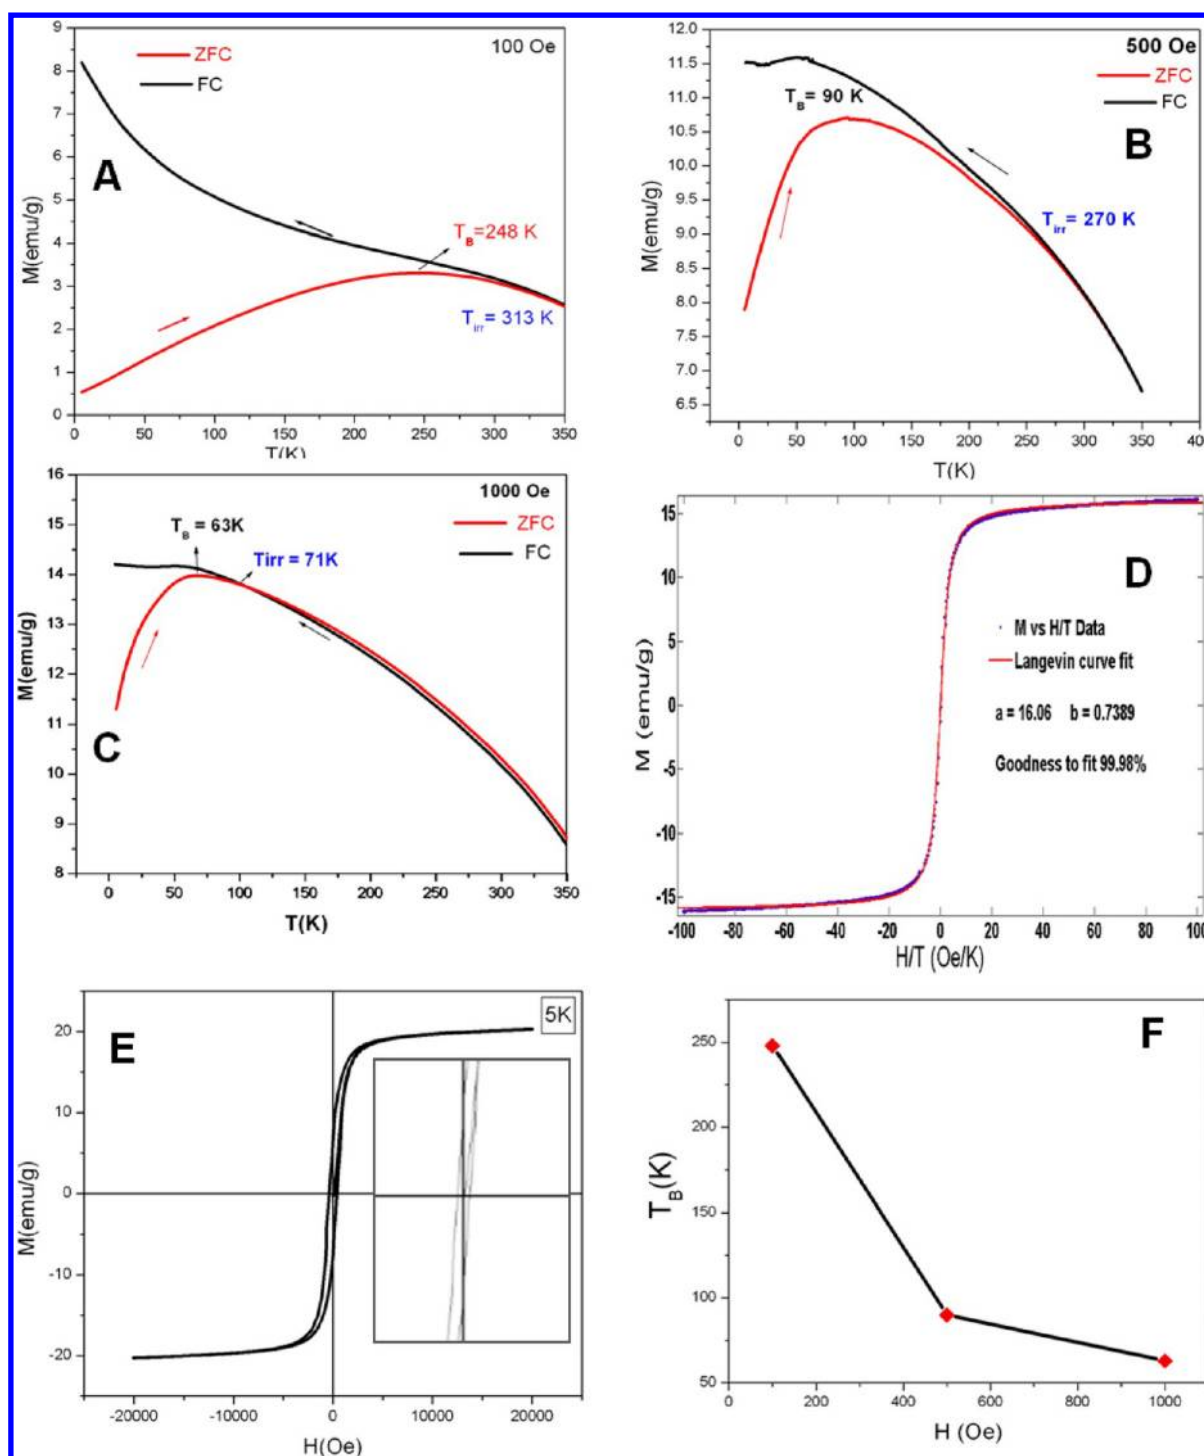 9
8
7
6
5
4
3
2
1
0
M(emu/g)
ZFC
FC
100 Oe
A
T_B=248 K
T_irr= 313 K
0 50 100 150 200 250 300 350
T(K)
12.0
11.5
11.0
10.5
10.0
9.5
9.0
8.5
8.0
7.5
7.0
6.5
M(emu/g)
500 Oe
ZFC
FC
T_B= 90 K
B
T_irr= 270 K
0 50 100 150 200 250 300 350 40
T(K)
16
15
14
13
12
11
10
9
8
M(emu/g)
1000 Oe
ZFC
FC
T_B = 63K
Tirr = 71K
C
0 50 100 150 200 250 300 350
T(K)
15
10
5
0
-5
-10
-15
M (emu/g)
D
M vs H/T Data
Langevin curve fit
a = 16.06 b = 0.7389
Goodness to fit 99.98%
-100 -80 -60 -40 -20 0 20 40 60 80 100
H/T (Oe/K)
20
10
0
-10
-20
M(emu/g)
E
5K
-20000 -10000 0 10000 20000
H(Oe)
250
200
150
100
50
T_B(K)
F
0 200 400 600 800 1000
H (Oe)